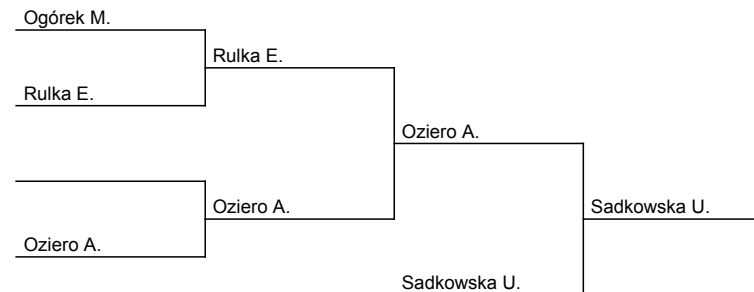 Ogórek M.
Rulka E.
Rulka E.
Oziero A.
Oziero A.
Sadkowska U.
Oziero A.
Sadkowska U.